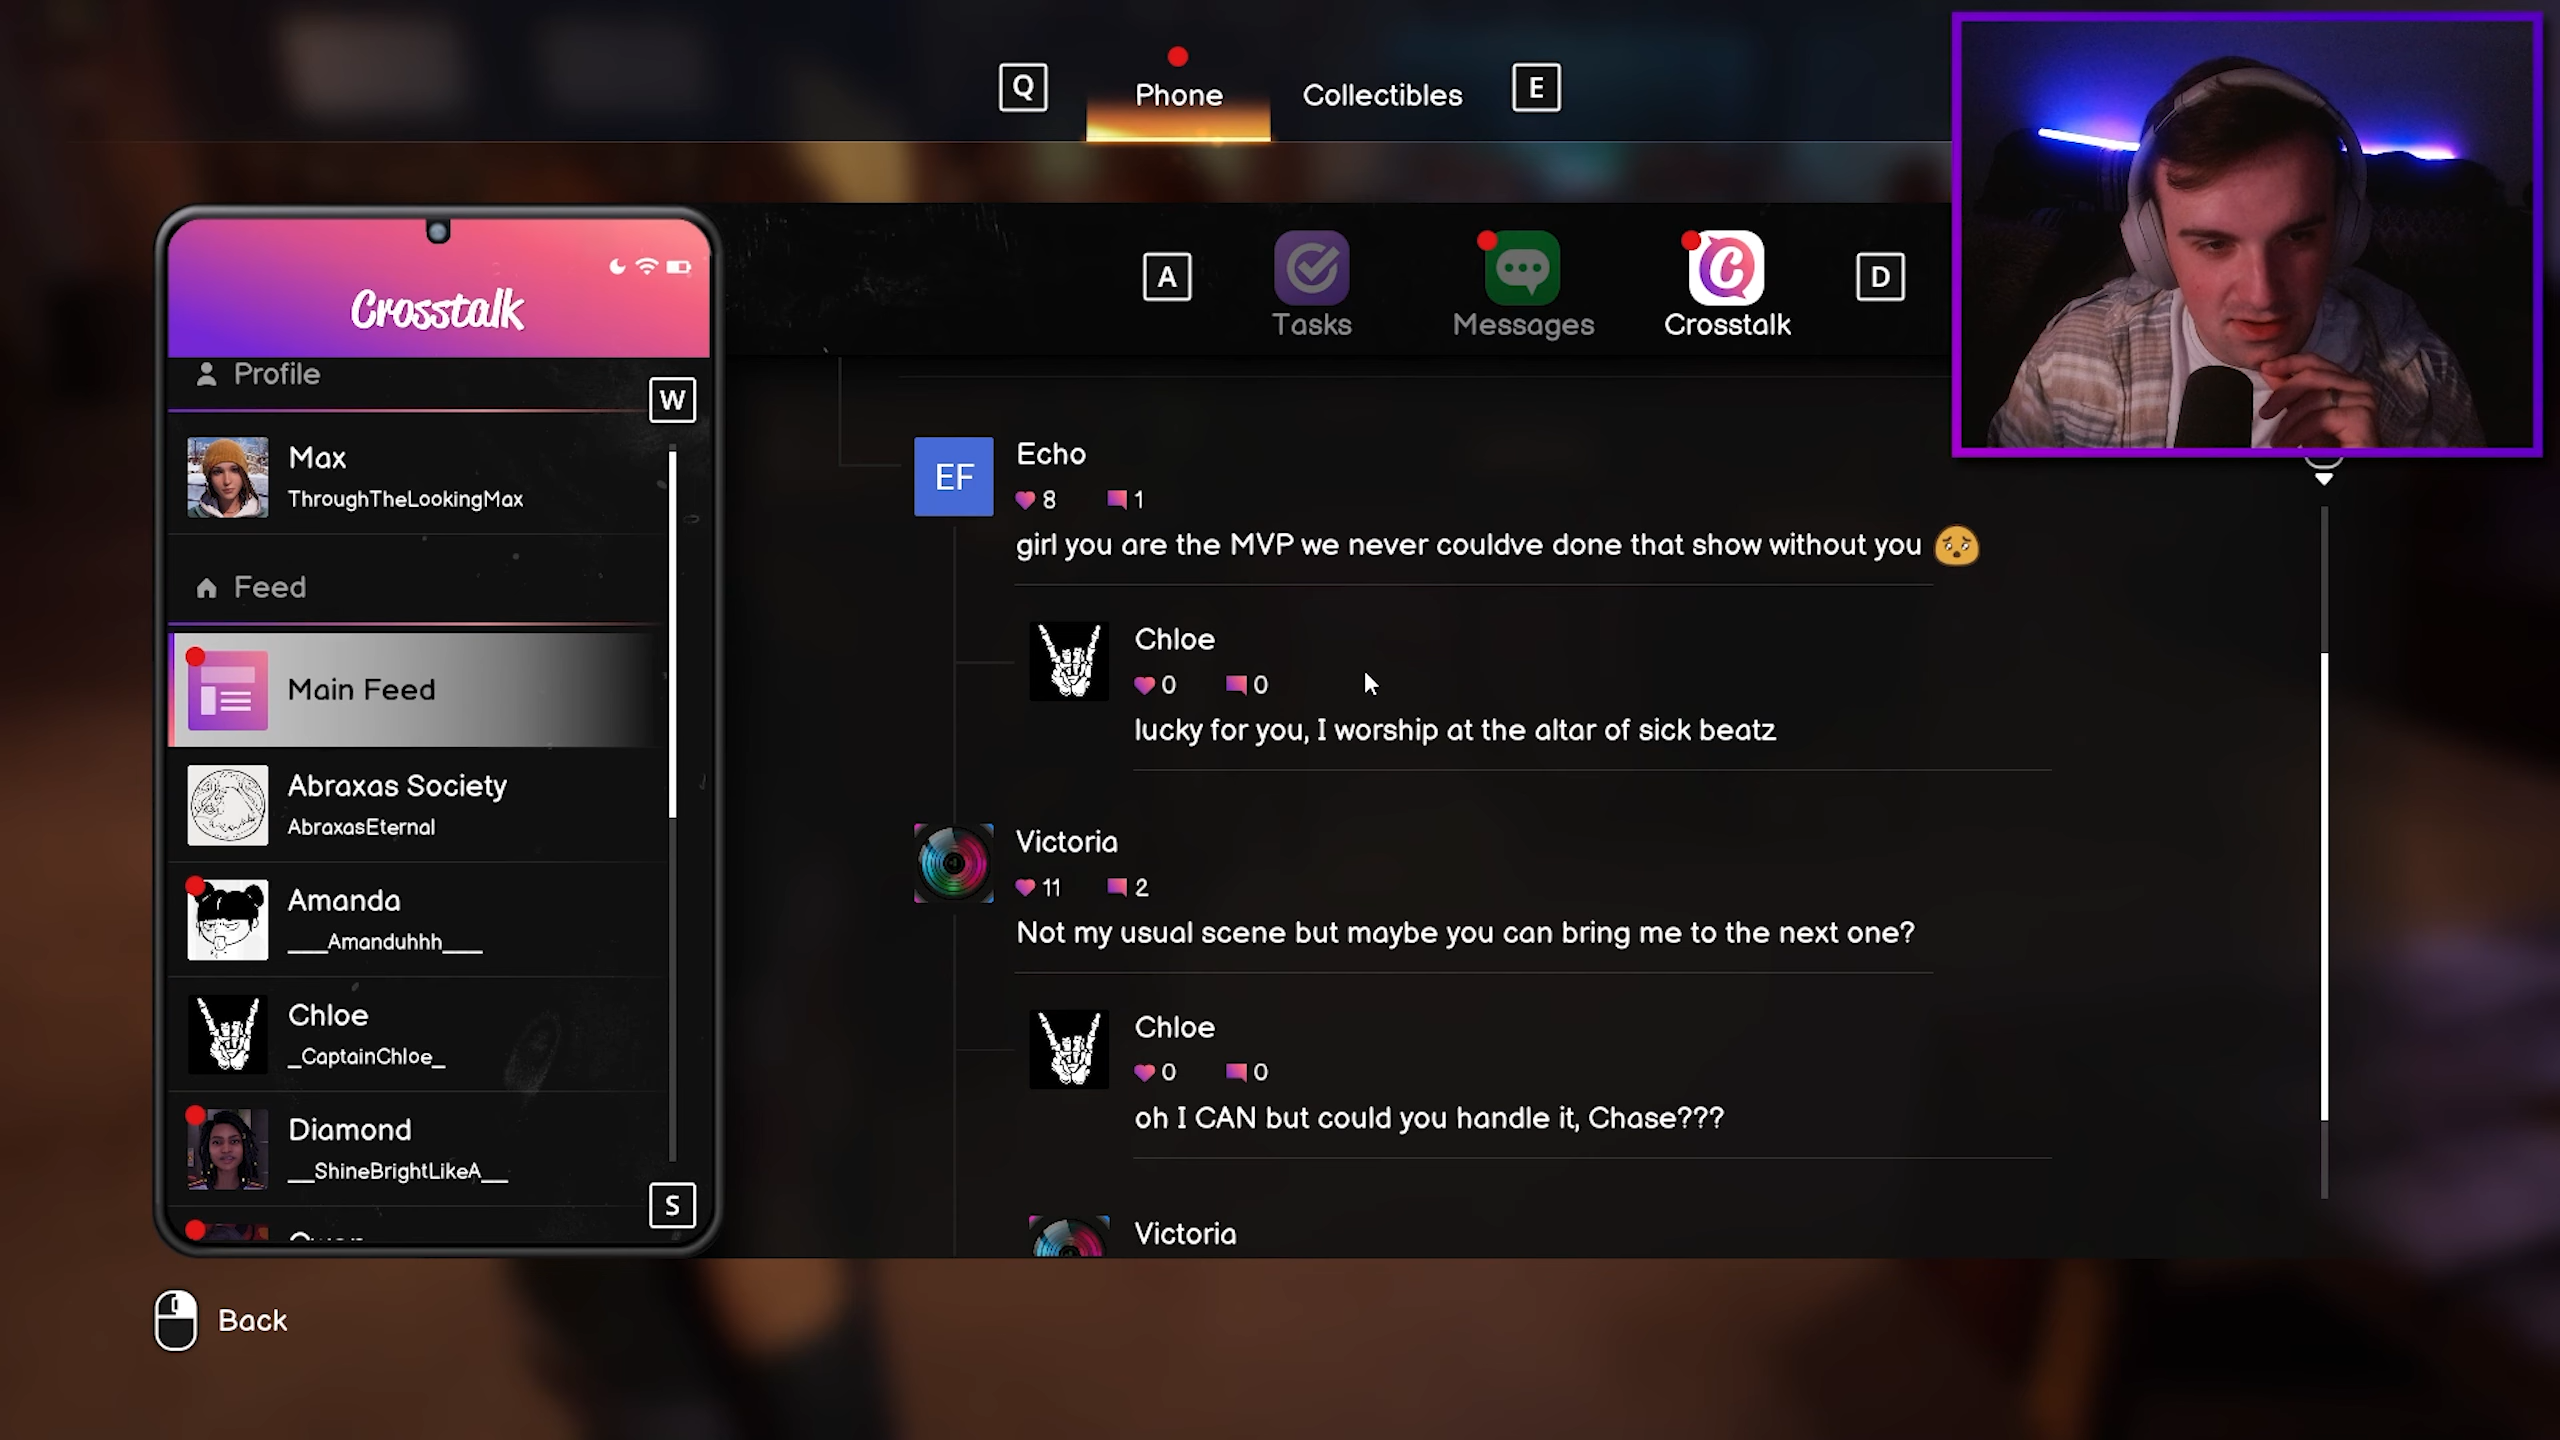 Q
Phone
Collectibles
E
Crosstalk
Profile
W
Max
ThroughTheLookingMax
Feed
Main Feed
Abraxas Society
AbraxasEternal
Amanda
____Amanduhhh____
Chloe
_CaptainChloe_
Diamond
__ShineBrightLikeA__
S
A
Tasks
Messages
Crosstalk
D
EF
Echo
8 1
girl you are the MVP we never couldve done that show without you
Chloe
0 0
lucky for you, I worship at the altar of sick beatz
Victoria
11 2
Not my usual scene but maybe you can bring me to the next one?
Chloe
0 0
oh I CAN but could you handle it, Chase???
Victoria
Back